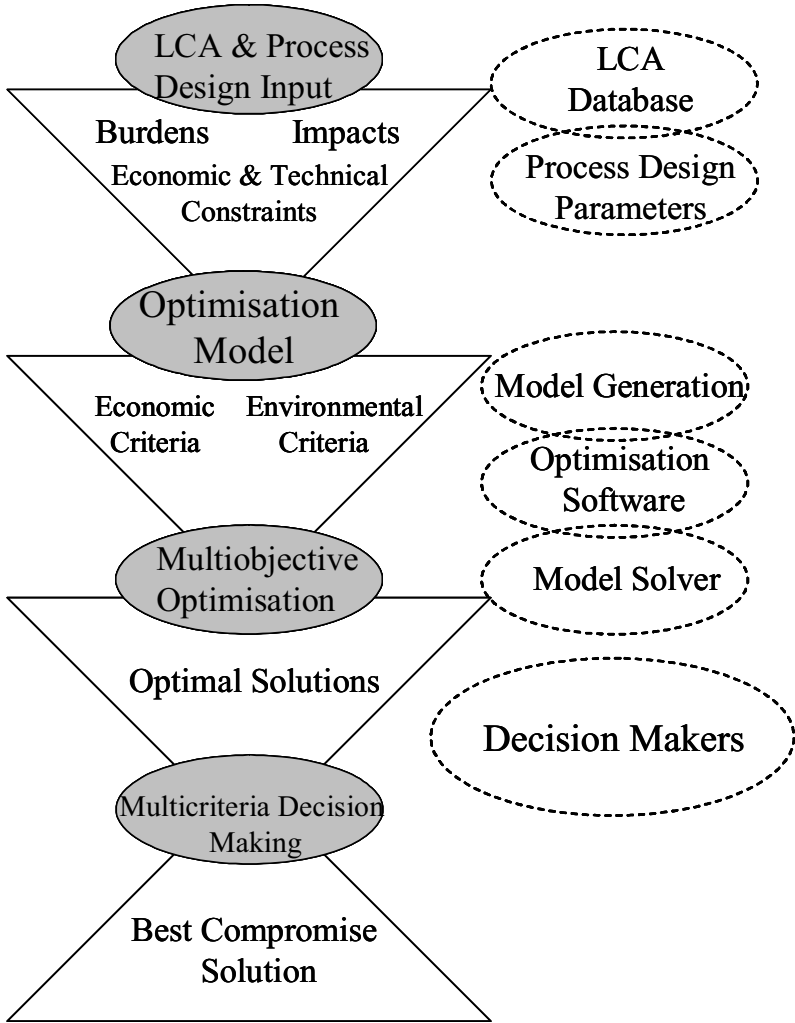 LCA & Process
Design Input
Burdens
Impacts
Economic & Technical
Constraints
LCA
Database
Process Design
Parameters
Optimisation
Model
Economic
Criteria
Environmental
Criteria
Model Generation
Optimisation
Software
Multiobjective
Optimisation
Model Solver
Optimal Solutions
Decision Makers
Multicriteria Decision
Making
Best Compromise
Solution